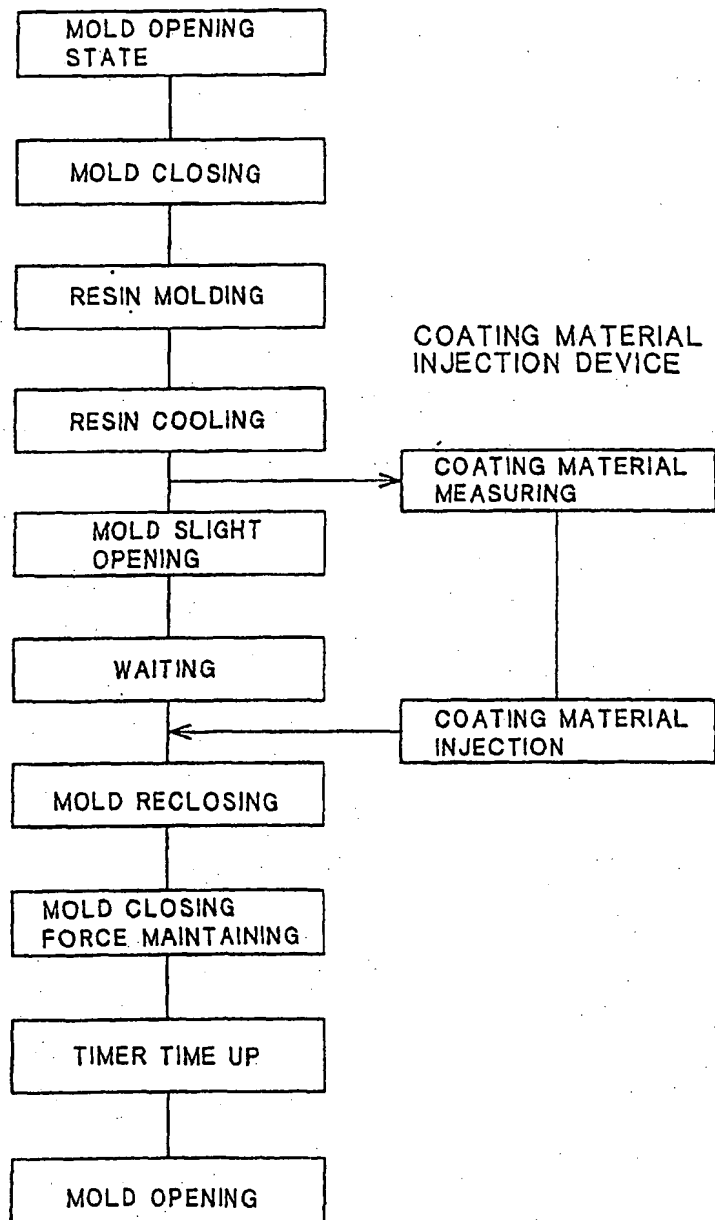 MOLD OPENING
STATE
MOLD CLOSING
RESIN MOLDING
RESIN COOLING
MOLD SLIGHT
OPENING
WAITING
MOLD RECLOSING
MOLD CLOSING
FORCE MAINTAINING
TIMER TIME UP
MOLD OPENING
COATING MATERIAL
INJECTION DEVICE
COATING MATERIAL
MEASURING
COATING MATERIAL
INJECTION